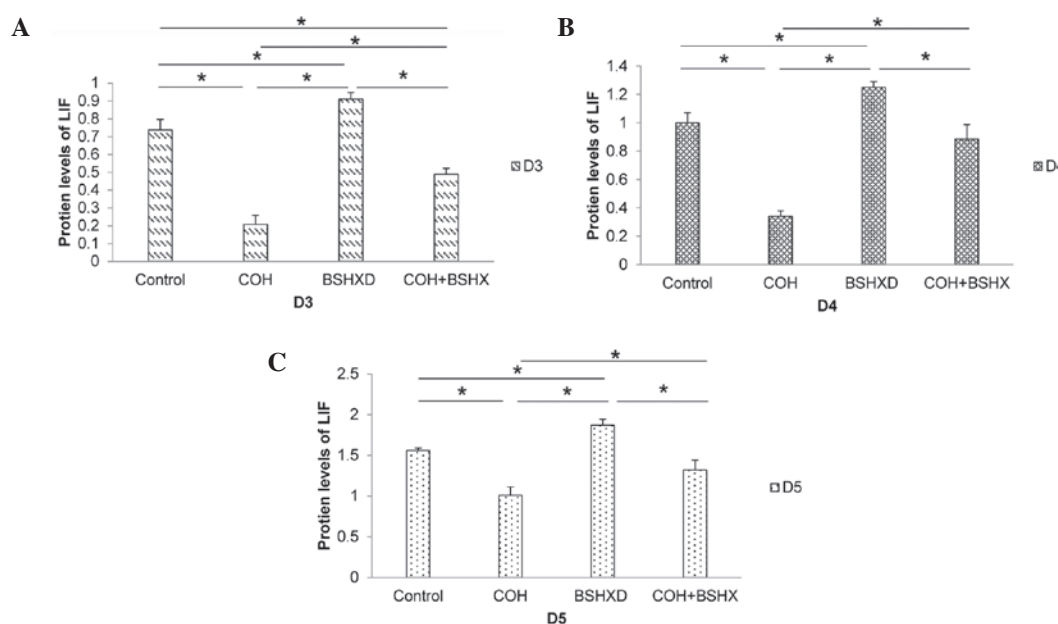 A
*
*
*
* * *
1
0.9
0.8
0.7
0.6
0.5
0.4
0.3
0.2
0.1
0
Protien levels of LIF
Control COH BSHXD COH+BSHX
D3
D3
B
*
*
* * *
1.4
1.2
1
0.8
0.6
0.4
0.2
0
Protien levels of LIF
Control COH BSHXD COH+BSHX
D4
D4
C
*
*
* * *
2.5
2
1.5
1
0.5
0
Protien levels of LIF
Control COH BSHXD COH+BSHX
D5
D5